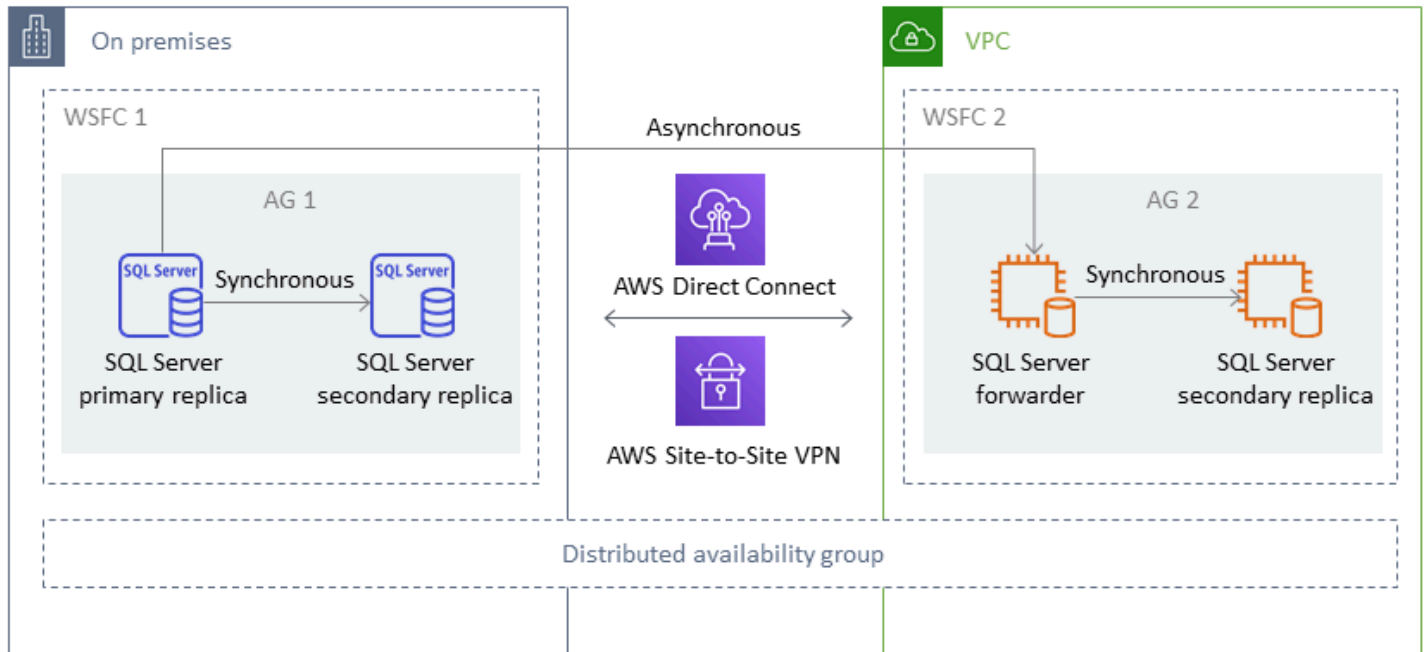 On premises
VPC
WSFC 1
WSFC 2
Asynchronous
AG 1
AG 2
SQL Server
Synchronous
SQL Server
Synchronous
AWS Direct Connect
SQL Server
primary replica
SQL Server
secondary replica
SQL Server
forwarder
SQL Server
secondary replica
AWS Site-to-Site VPN
Distributed availability group